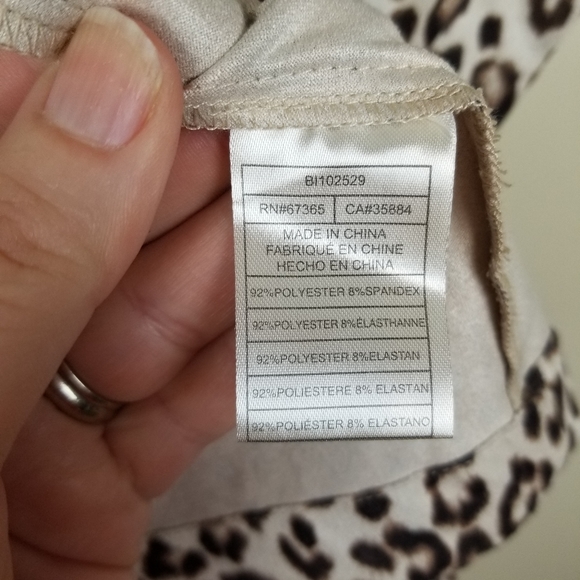 BI102529
RN#67365 CA#35884
MADE IN CHINA
FABRIQUÉ EN CHINE
HECHO EN CHINA
92%POLYESTER 8%SPANDEX
92%POLYESTER 8%ÉLASTHANNE
92%POLYESTER 8%ELASTAN
92%POLIESTERE 8% ELASTAN
92%POLIÉSTER 8% ELASTANO